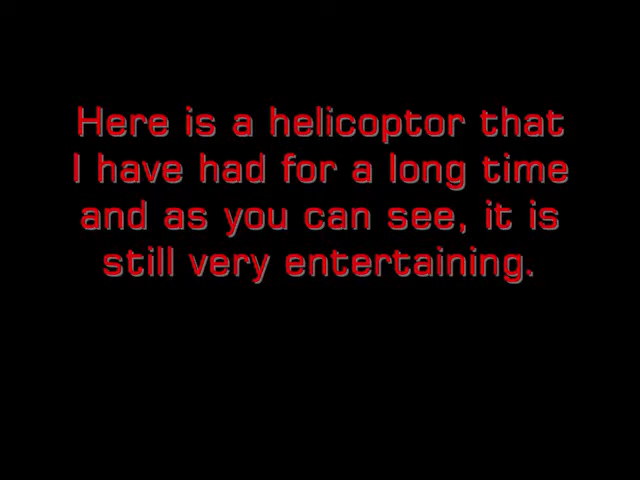 Here is a helicoptor that
I have had for a long time
and as you can see, it is
still very entertaining.